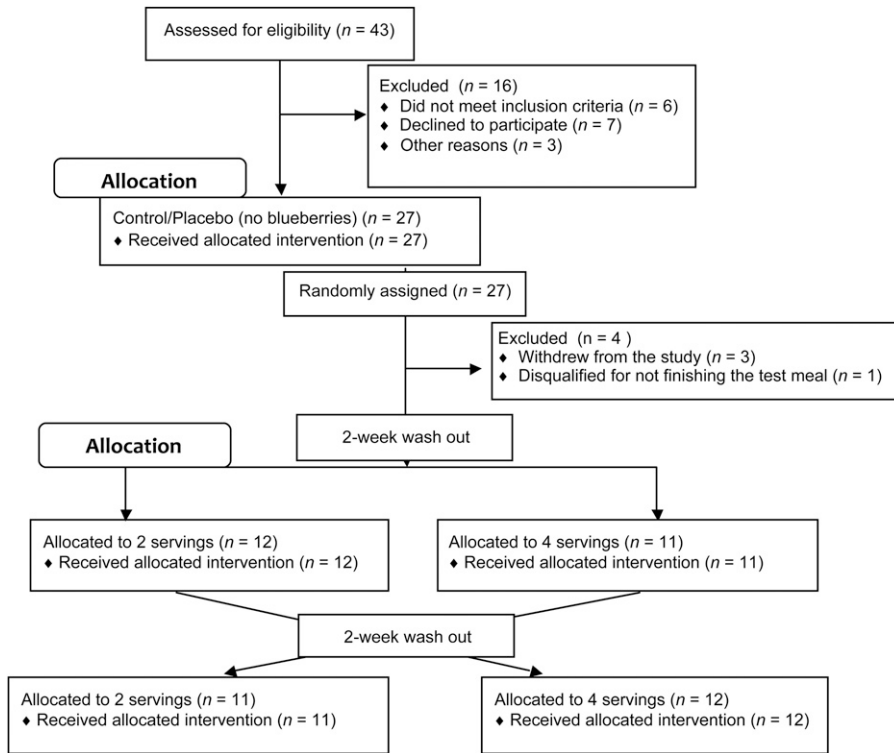 Assessed for eligibility (n = 43)
Excluded (n = 16)
♦ Did not meet inclusion criteria (n = 6)
♦ Declined to participate (n = 7)
♦ Other reasons (n = 3)
Allocation
Control/Placebo (no blueberries) (n = 27)
♦ Received allocated intervention (n = 27)
Randomly assigned (n = 27)
Excluded (n = 4 )
♦ Withdrew from the study (n = 3)
♦ Disqualified for not finishing the test meal (n = 1)
2-week wash out
Allocation
Allocated to 2 servings (n = 12)
♦ Received allocated intervention (n = 12)
Allocated to 4 servings (n = 11)
♦ Received allocated intervention (n = 11)
2-week wash out
Allocated to 2 servings (n = 11)
♦ Received allocated intervention (n = 11)
Allocated to 4 servings (n = 12)
♦ Received allocated intervention (n = 12)